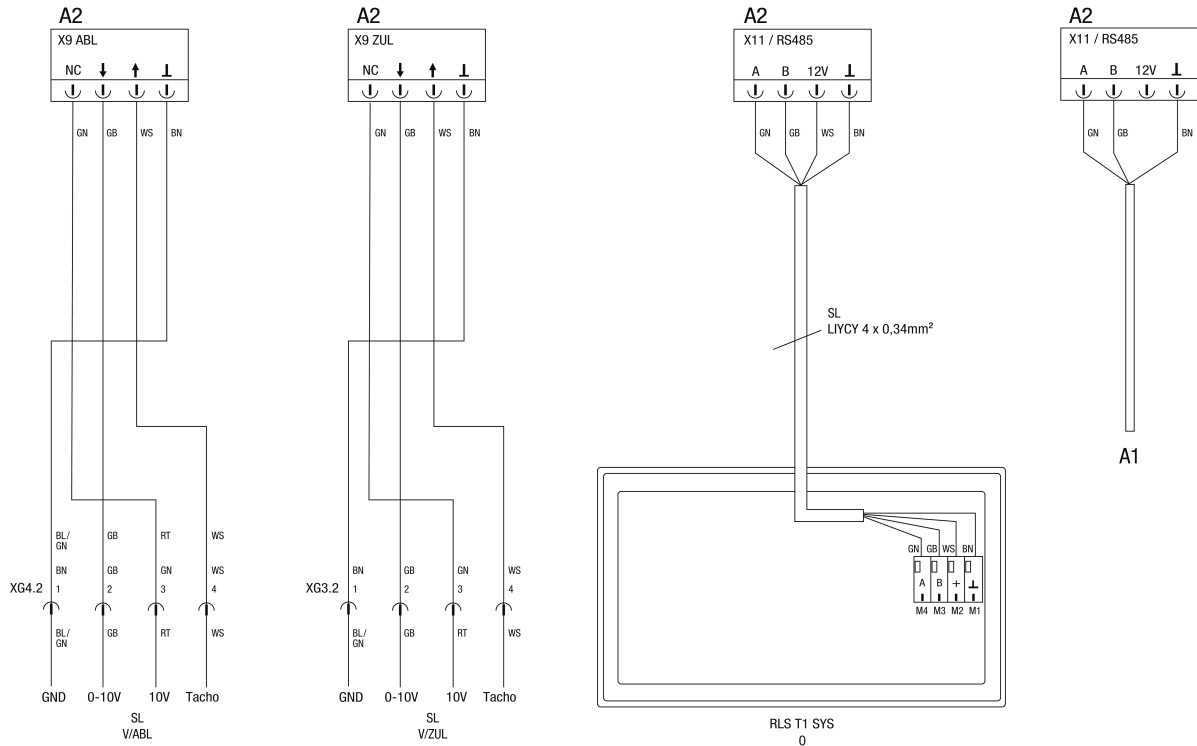 A2
X9 ABL
NC
GN GB WS BN
BL/ GN GB RT WS
BN GB GN WS
XG4.2 1 2 3 4
BL/ GN GB RT WS
GND 0-10V 10V Tacho
SL
V/ABL
A2
X9 ZUL
NC
GN GB WS BN
BN GB GN WS
XG3.2 1 2 3 4
BL/ GN GB RT WS
GND 0-10V 10V Tacho
SL
V/ZUL
A2
X11 / RS485
A B 12V
GN GB WS BN
SL
LIYCY 4 x 0,34mm²
GN GB WS BN
A B +
M4 M3 M2 M1
RLS T1 SYS
0
A2
X11 / RS485
A B 12V
GN GB BN
A1